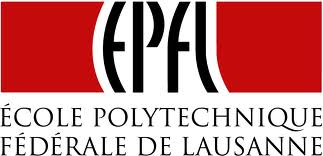 EPFL
ÉCOLE POLYTECHNIQUE
FÉDÉRALE DE LAUSANNE